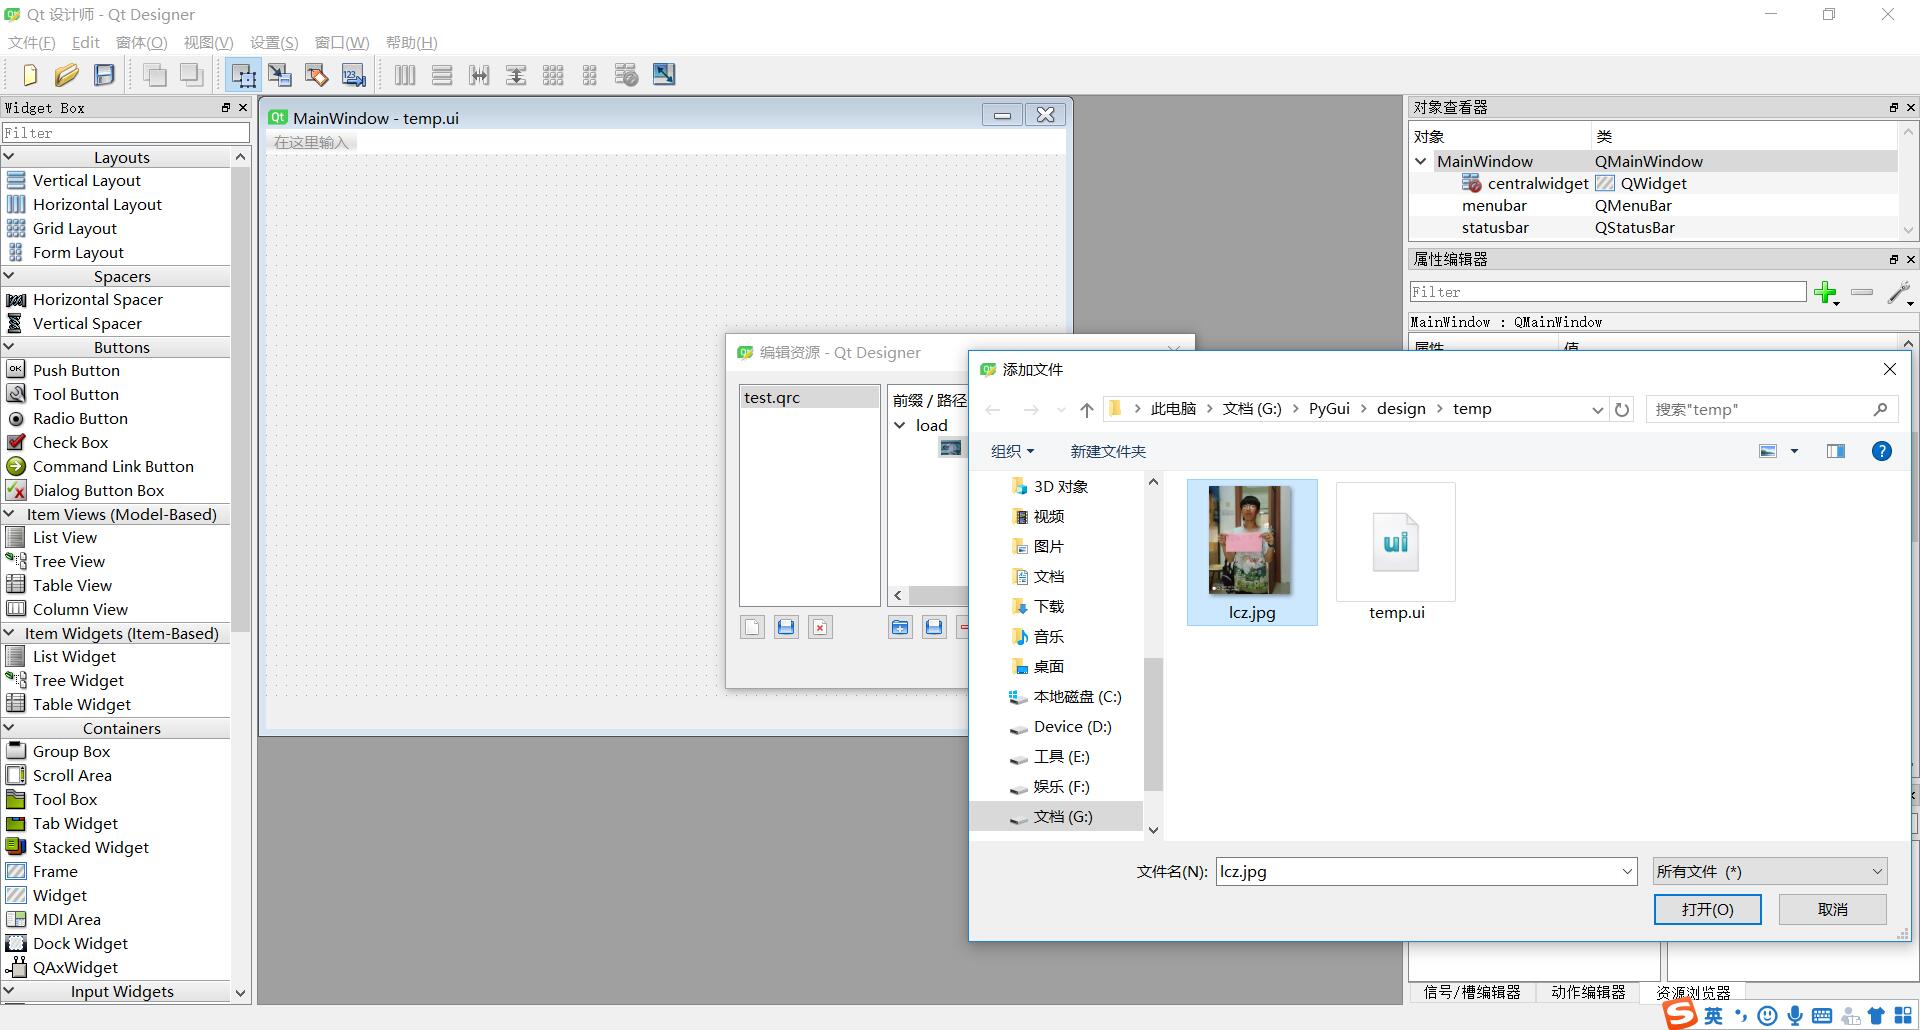 Qt 设计师 - Qt Designer
文件(F) Edit 窗体(O) 视图(V) 设置(S) 窗口(W) 帮助(H)
123
Widget Box
Filter
Layouts
Vertical Layout
Horizontal Layout
Grid Layout
Form Layout
Spacers
Horizontal Spacer
Vertical Spacer
Buttons
OK Push Button
Tool Button
Radio Button
Check Box
Command Link Button
Dialog Button Box
Item Views (Model-Based)
List View
Tree View
Table View
Column View
Item Widgets (Item-Based)
List Widget
Tree Widget
Table Widget
Containers
Group Box
Scroll Area
Tool Box
Tab Widget
Stacked Widget
Frame
Widget
MDI Area
Dock Widget
QAxWidget
Input Widgets
Qt MainWindow - temp.ui
在这里输入
编辑资源 - Qt Designer
test.qrc
前缀 / 路径
load
添加文件
此电脑 > 文档 (G:) > PyGui > design > temp
搜索"temp"
组织 新建文件夹
3D 对象
视频
图片
文档
下载
音乐
桌面
本地磁盘 (C:)
Device (D:)
工具 (E:)
娱乐 (F:)
文档 (G:)
ui
lcz.jpg
temp.ui
文件名(N): lcz.jpg
所有文件 (*)
打开(O) 取消
对象查看器
对象 类
MainWindow QMainWindow
centralwidget QWidget
menubar QMenuBar
statusbar QStatusBar
属性编辑器
Filter
MainWindow : QMainWindow
属性 值
信号/槽编辑器 动作编辑器 资源浏览器
S 英